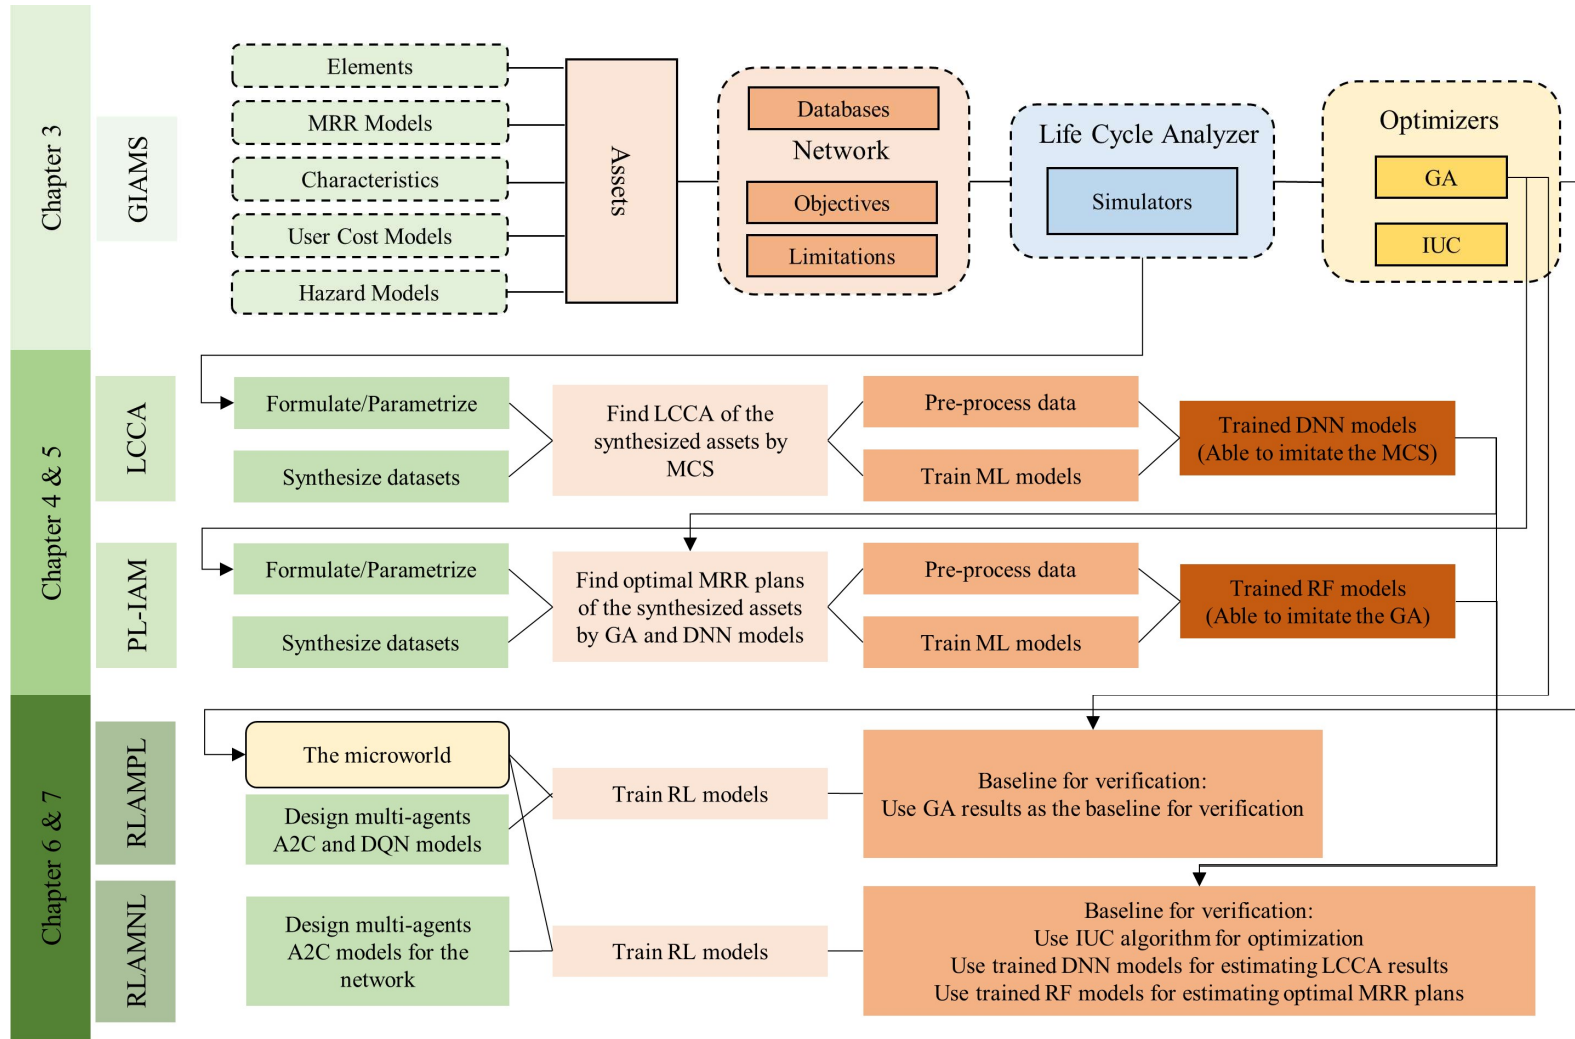 Chapter 3
GIAMS
Elements
MRR Models
Characteristics
User Cost Models
Hazard Models
Assets
Databases
Network
Objectives
Limitations
Life Cycle Analyzer
Simulators
Optimizers
GA
IUC
Chapter 4 & 5
LCCA
Formulate/Parametrize
Synthesize datasets
Find LCCA of the
synthesized assets by
MCS
Pre-process data
Train ML models
Trained DNN models
(Able to imitate the MCS)
PL-IAM
Formulate/Parametrize
Synthesize datasets
Find optimal MRR plans
of the synthesized assets
by GA and DNN models
Pre-process data
Train ML models
Trained RF models
(Able to imitate the GA)
Chapter 6 & 7
RLAMPL
The microworld
Design multi-agents
A2C and DQN models
Train RL models
Baseline for verification:
Use GA results as the baseline for verification
RLAMNL
Design multi-agents
A2C models for the
network
Train RL models
Baseline for verification:
Use IUC algorithm for optimization
Use trained DNN models for estimating LCCA results
Use trained RF models for estimating optimal MRR plans